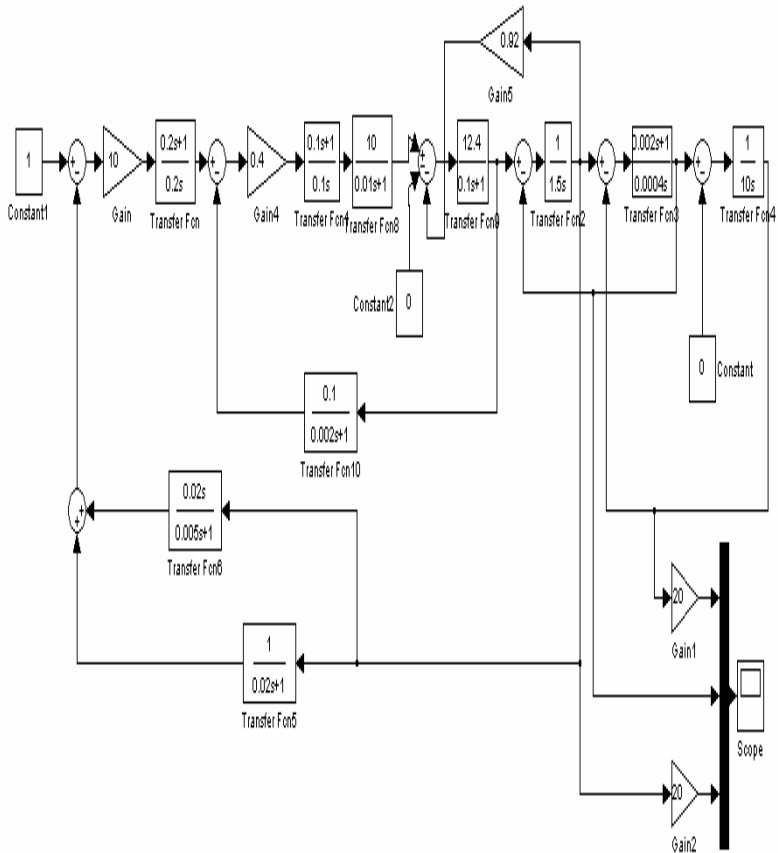 0.92
Gain5
1
Constant1
10
Gain
0.2s+1
0.2s
Transfer Fcn
0.4
Gain4
0.1s+1
0.1s
Transfer Fcn4
10
0.01s+1
Transfer Fcn8
12.4
0.1s+1
Transfer Fcn9
1
1.5s
Transfer Fcn2
0.002s+1
0.0004s
Transfer Fcn3
1
10s
Transfer Fcn4
Constant2
0
0
Constant
0.1
0.002s+1
Transfer Fcn10
0.02s
0.005s+1
Transfer Fcn6
1
0.02s+1
Transfer Fcn5
20
Gain1
Scope
20
Gain2